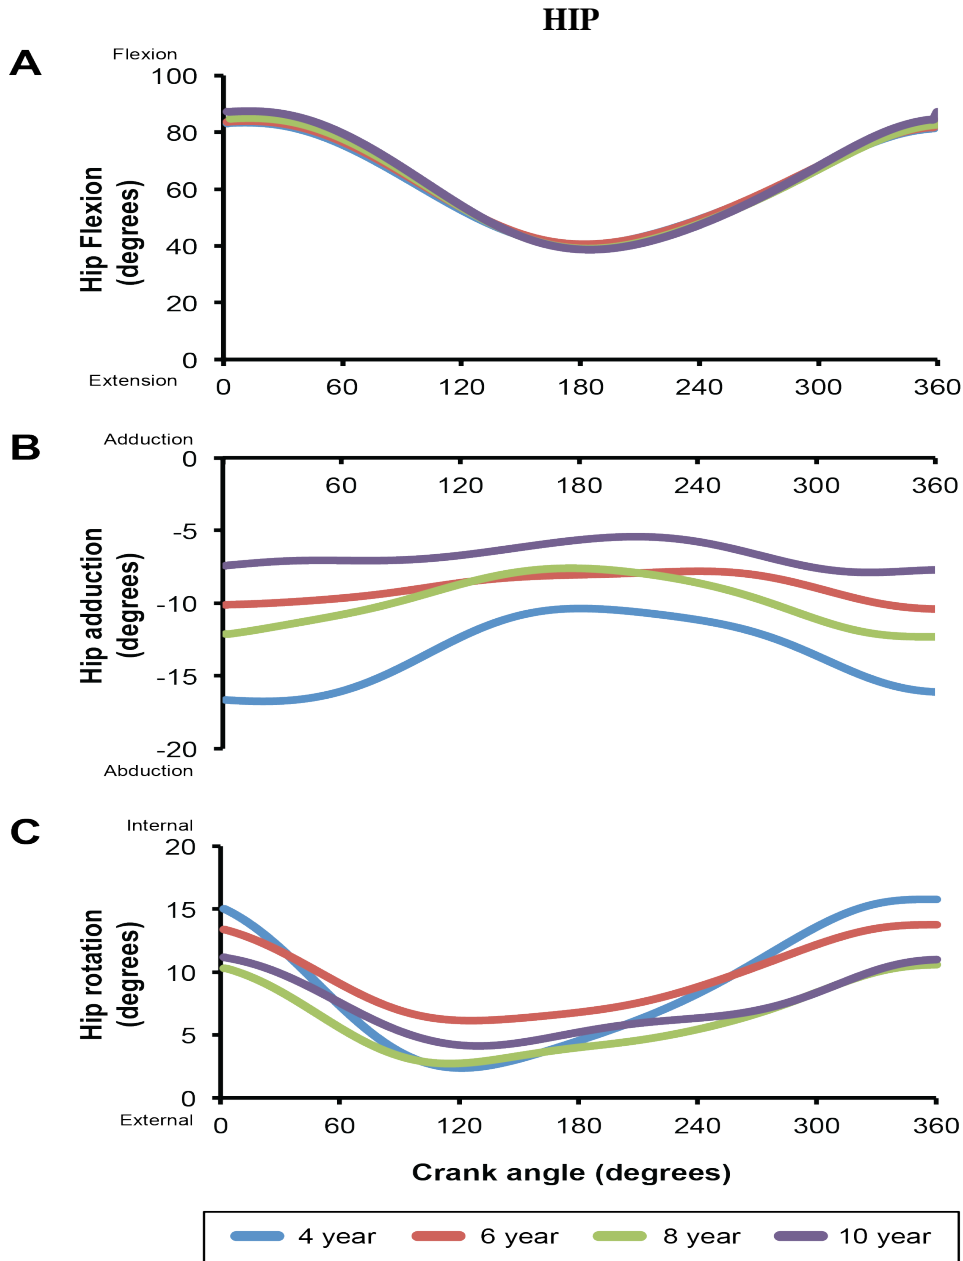 HIP
A
Flexion
100
80
60
40
20
0
Hip Flexion
(degrees)
Extension
0 60 120 180 240 300 360
B
Adduction
0
60 120 180 240 300 360
-5
-10
-15
-20
Hip adduction
(degrees)
Abduction
C
Internal
20
15
10
5
0
Hip rotation
(degrees)
External
0 60 120 180 240 300 360
Crank angle (degrees)
4 year 6 year 8 year 10 year